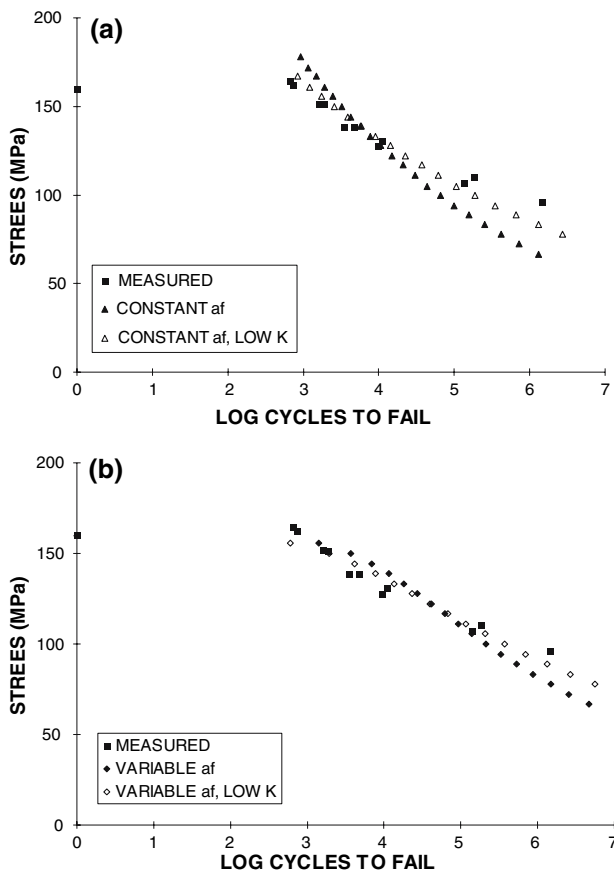 (a)
200
150
100
50
0
STREES (MPa)
MEASURED
CONSTANT af
CONSTANT af, LOW K
0 1 2 3 4 5 6 7
LOG CYCLES TO FAIL
(b)
200
150
100
50
0
STREES (MPa)
MEASURED
VARIABLE af
VARIABLE af, LOW K
0 1 2 3 4 5 6 7
LOG CYCLES TO FAIL